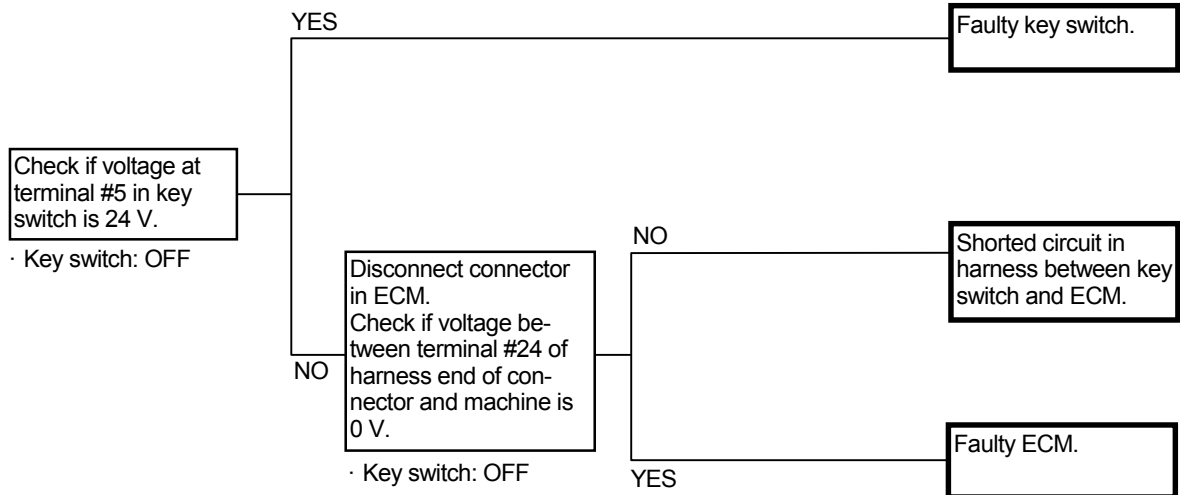 YES
Faulty key switch.
Check if voltage at
terminal #5 in key
switch is 24 V.
· Key switch: OFF
NO
Disconnect connector
in ECM.
Check if voltage be-
tween terminal #24 of
harness end of con-
nector and machine is
0 V.
· Key switch: OFF
NO
Shorted circuit in
harness between key
switch and ECM.
YES
Faulty ECM.